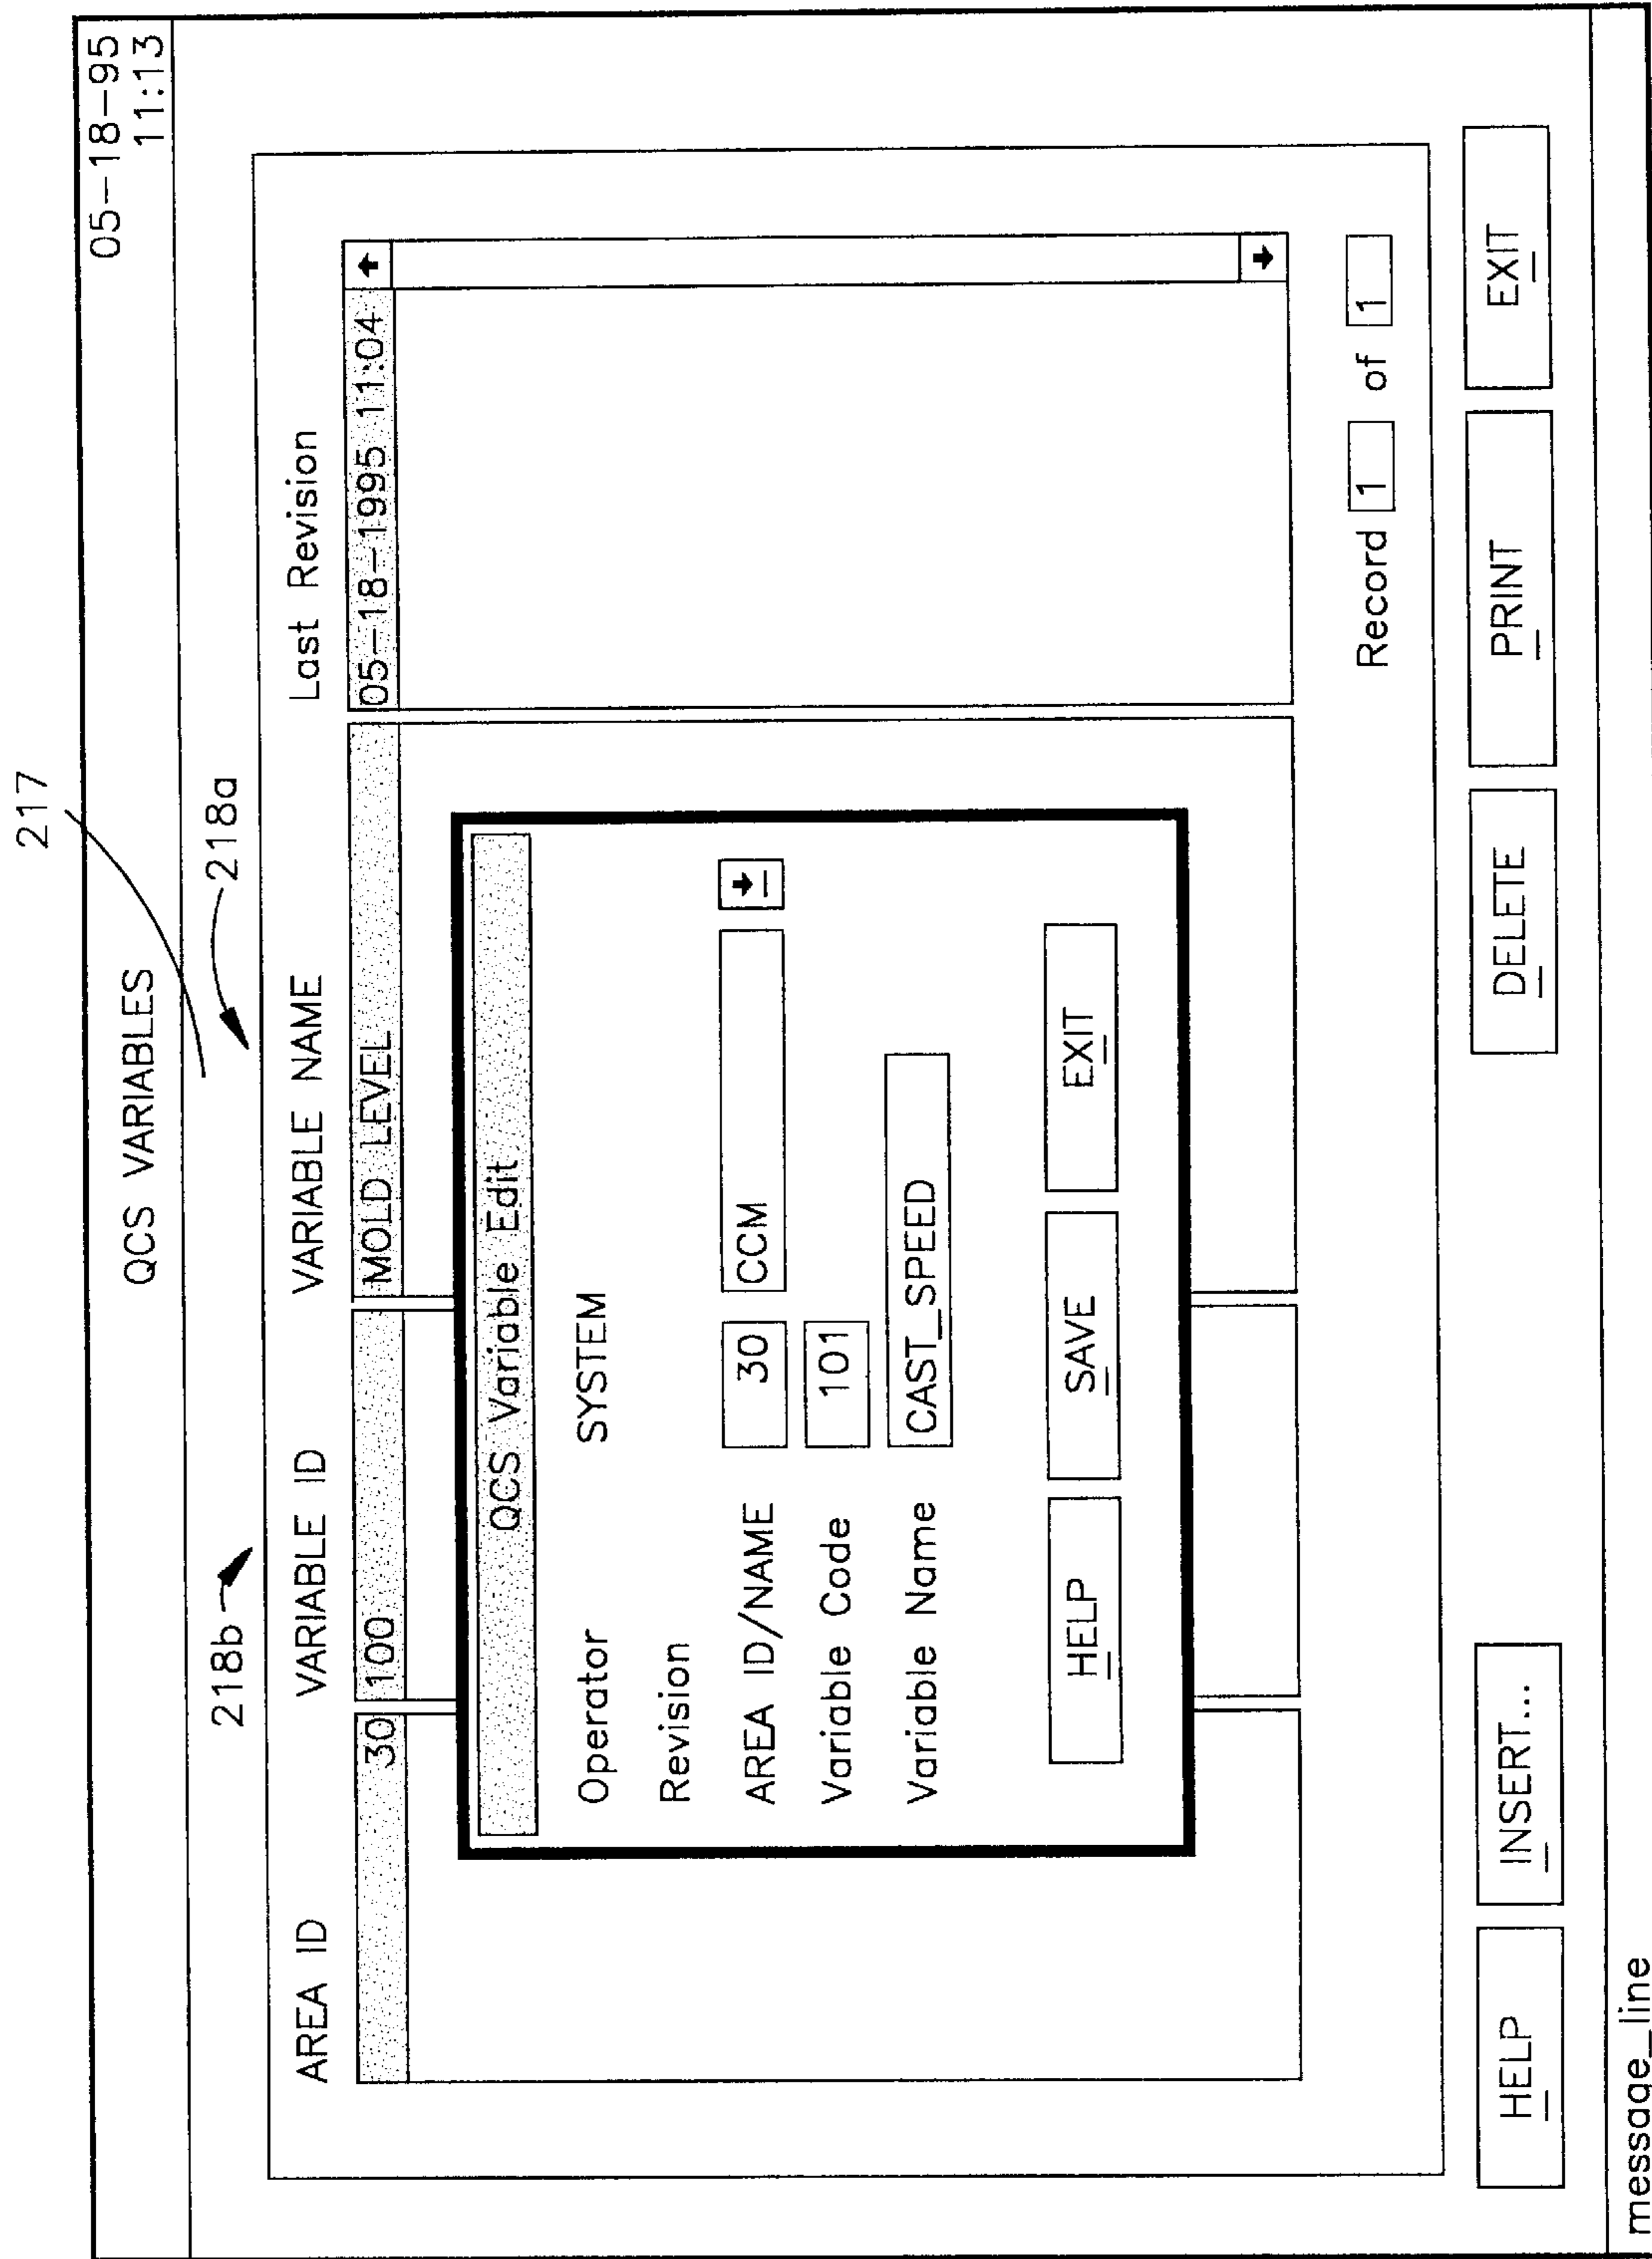 217
QCS VARIABLES
05-18-95
11:13
218b
218a
AREA ID VARIABLE ID VARIABLE NAME Last Revision
30 100 MOLD LEVEL 05-18-1995 11:04
QCS Variable Edit
Operator SYSTEM
Revision
AREA ID/NAME 30 CCM
Variable Code 101
Variable Name CAST_SPEED
HELP SAVE EXIT
Record 1 of 1
HELP INSERT... DELETE PRINT EXIT
message_line